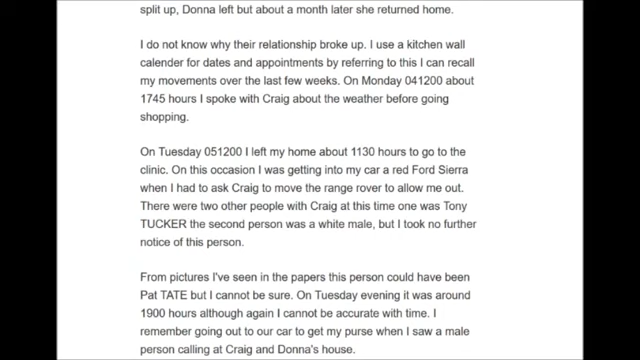 split up, Donna left but about a month later she returned home.
I do not know why their relationship broke up. I use a kitchen wall
calender for dates and appointments by referring to this I can recall
my movements over the last few weeks. On Monday 041200 about
1745 hours I spoke with Craig about the weather before going
shopping.
On Tuesday 051200 I left my home about 1130 hours to go to the
clinic. On this occasion I was getting into my car a red Ford Sierra
when I had to ask Craig to move the range rover to allow me out.
There were two other people with Craig at this time one was Tony
TUCKER the second person was a white male, but I took no further
notice of this person.
From pictures I've seen in the papers this person could have been
Pat TATE but I cannot be sure. On Tuesday evening it was around
1900 hours although again I cannot be accurate with time. I
remember going out to our car to get my purse when I saw a male
person calling at Craig and Donna's house.